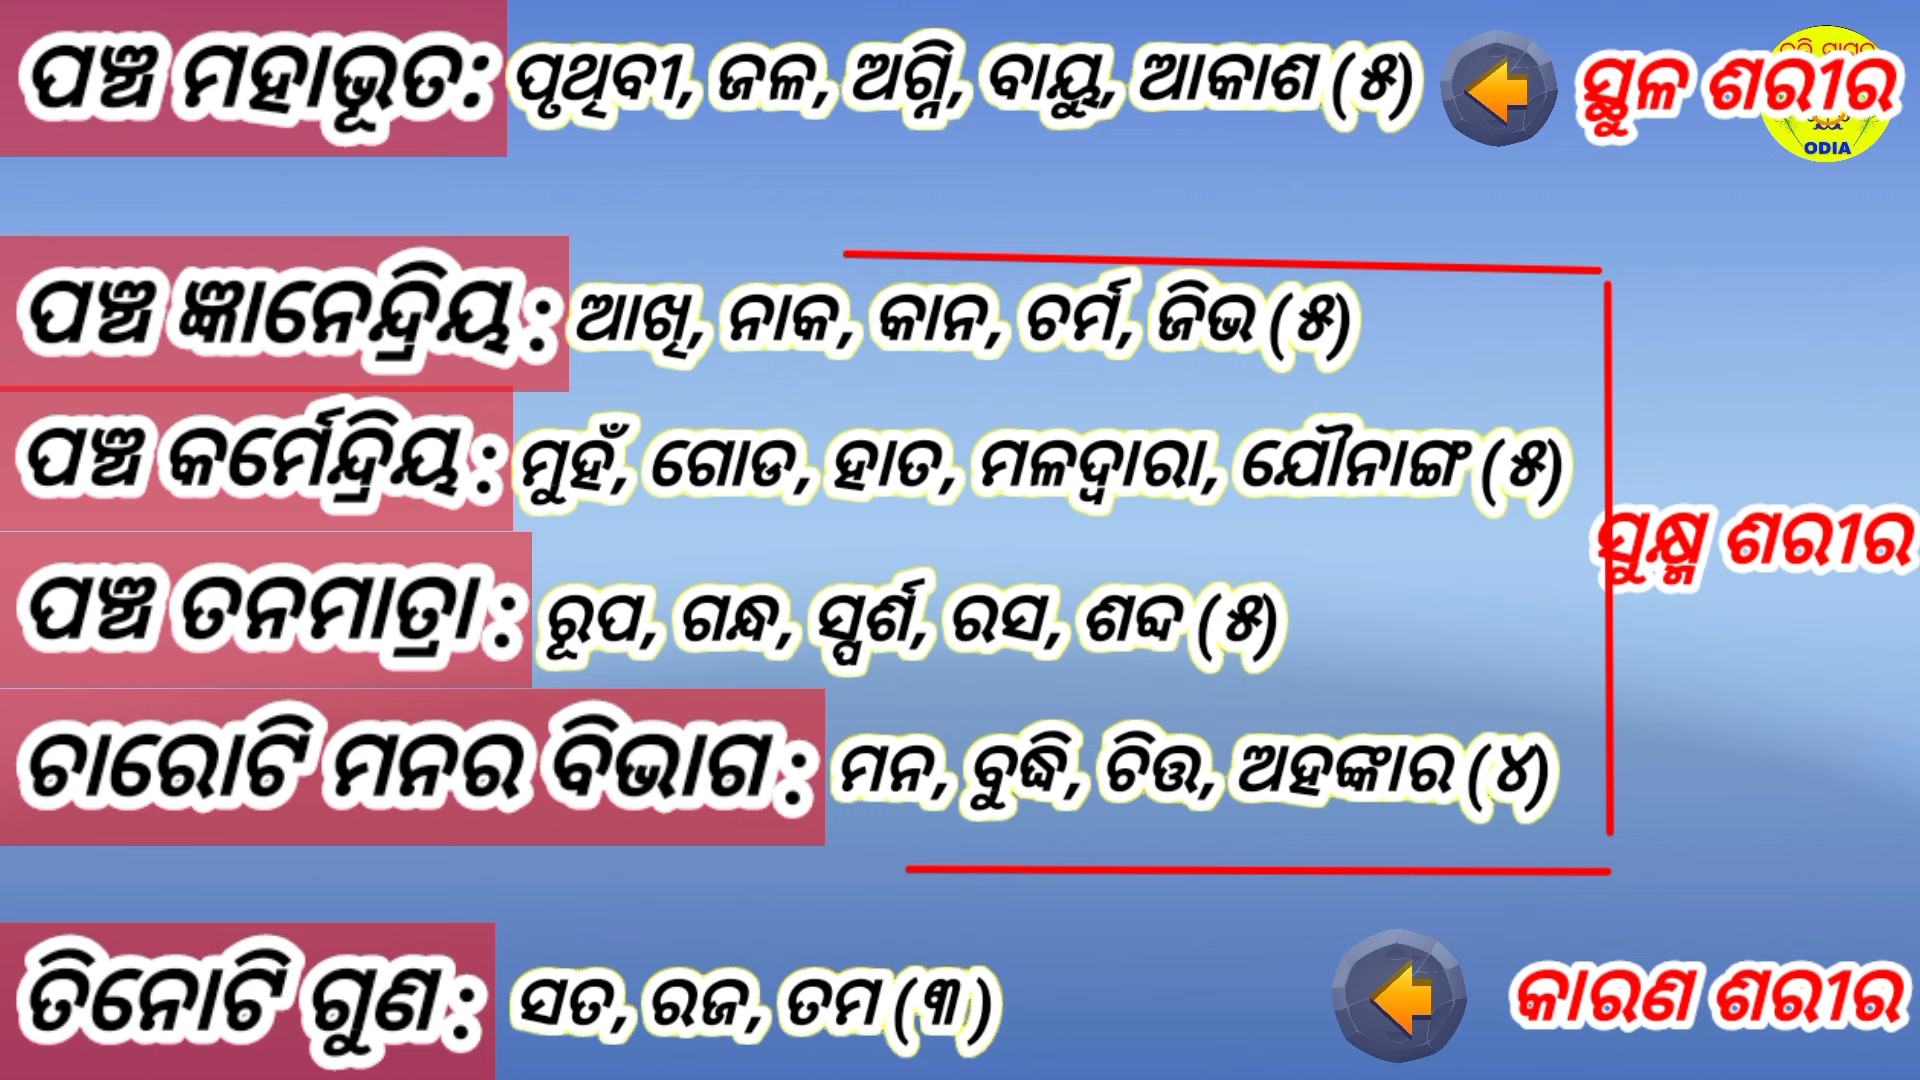 ପଞ୍ଚ ମହାଭୂତ: ପୃଥିବୀ, ଜଳ, ଅଗ୍ନି, ବାୟୁ, ଆକାଶ (୫) ସ୍ଥୁଳ ଶରୀର
ODIA
ପଞ୍ଚ ଜ୍ଞାନେନ୍ଦ୍ରିୟ : ଆଖି, ନାକ, କାନ, ଚର୍ମ, ଜିଭ (୫)
ପଞ୍ଚ କର୍ମେନ୍ଦ୍ରିୟ : ମୁହଁ, ଗୋଡ, ହାତ, ମଳଦ୍ଵାରା, ଯୌନାଙ୍ଗ (୫)
ସୁକ୍ଷ୍ମ ଶରୀର
ପଞ୍ଚ ତନମାତ୍ରା : ରୂପ, ଗନ୍ଧ, ସ୍ପର୍ଶ, ରସ, ଶବ୍ଦ (୫)
ଚାରୋଟି ମନର ବିଭାଗ : ମନ, ବୁଦ୍ଧି, ଚିତ୍ତ, ଅହଙ୍କାର (୪)
ତିନୋଟି ଗୁଣ : ସତ, ରଜ, ତମ (୩) କାରଣ ଶରୀର